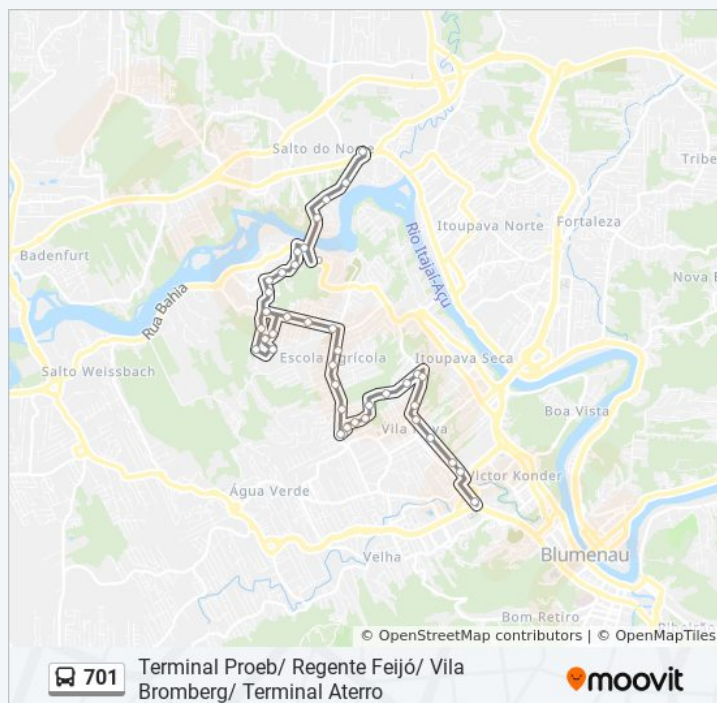 Salto do Norte
Tribe
Itoupava Norte
Fortaleza
Badenfurt
Rio Itajaí-Açu
Nova E
Rua Bahia
Escola Agrícola
Itoupava Seca
Salto Weissbach
Boa Vista
Vila Nova
Victor Konder
Água Verde
Blumenau
Velha
Bom Retiro
© OpenStreetMap contributors | © OpenMapTiles
701
Terminal Proeb/ Regente Feijó/ Vila
Bromberg/ Terminal Aterro
moovit